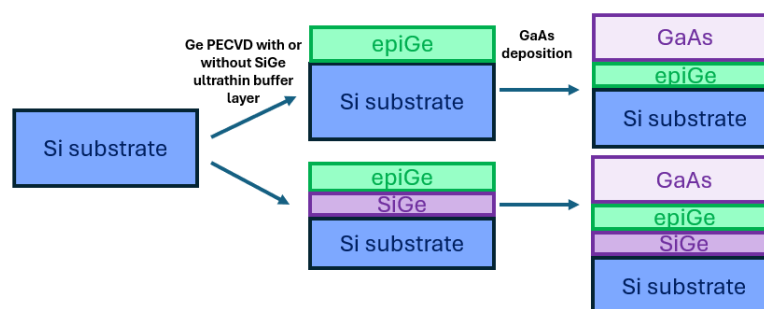 Si substrate
Ge PECVD with or
without SiGe
ultrathin buffer
layer
epiGe
Si substrate
epiGe
SiGe
Si substrate
GaAs
deposition
GaAs
epiGe
Si substrate
GaAs
epiGe
SiGe
Si substrate